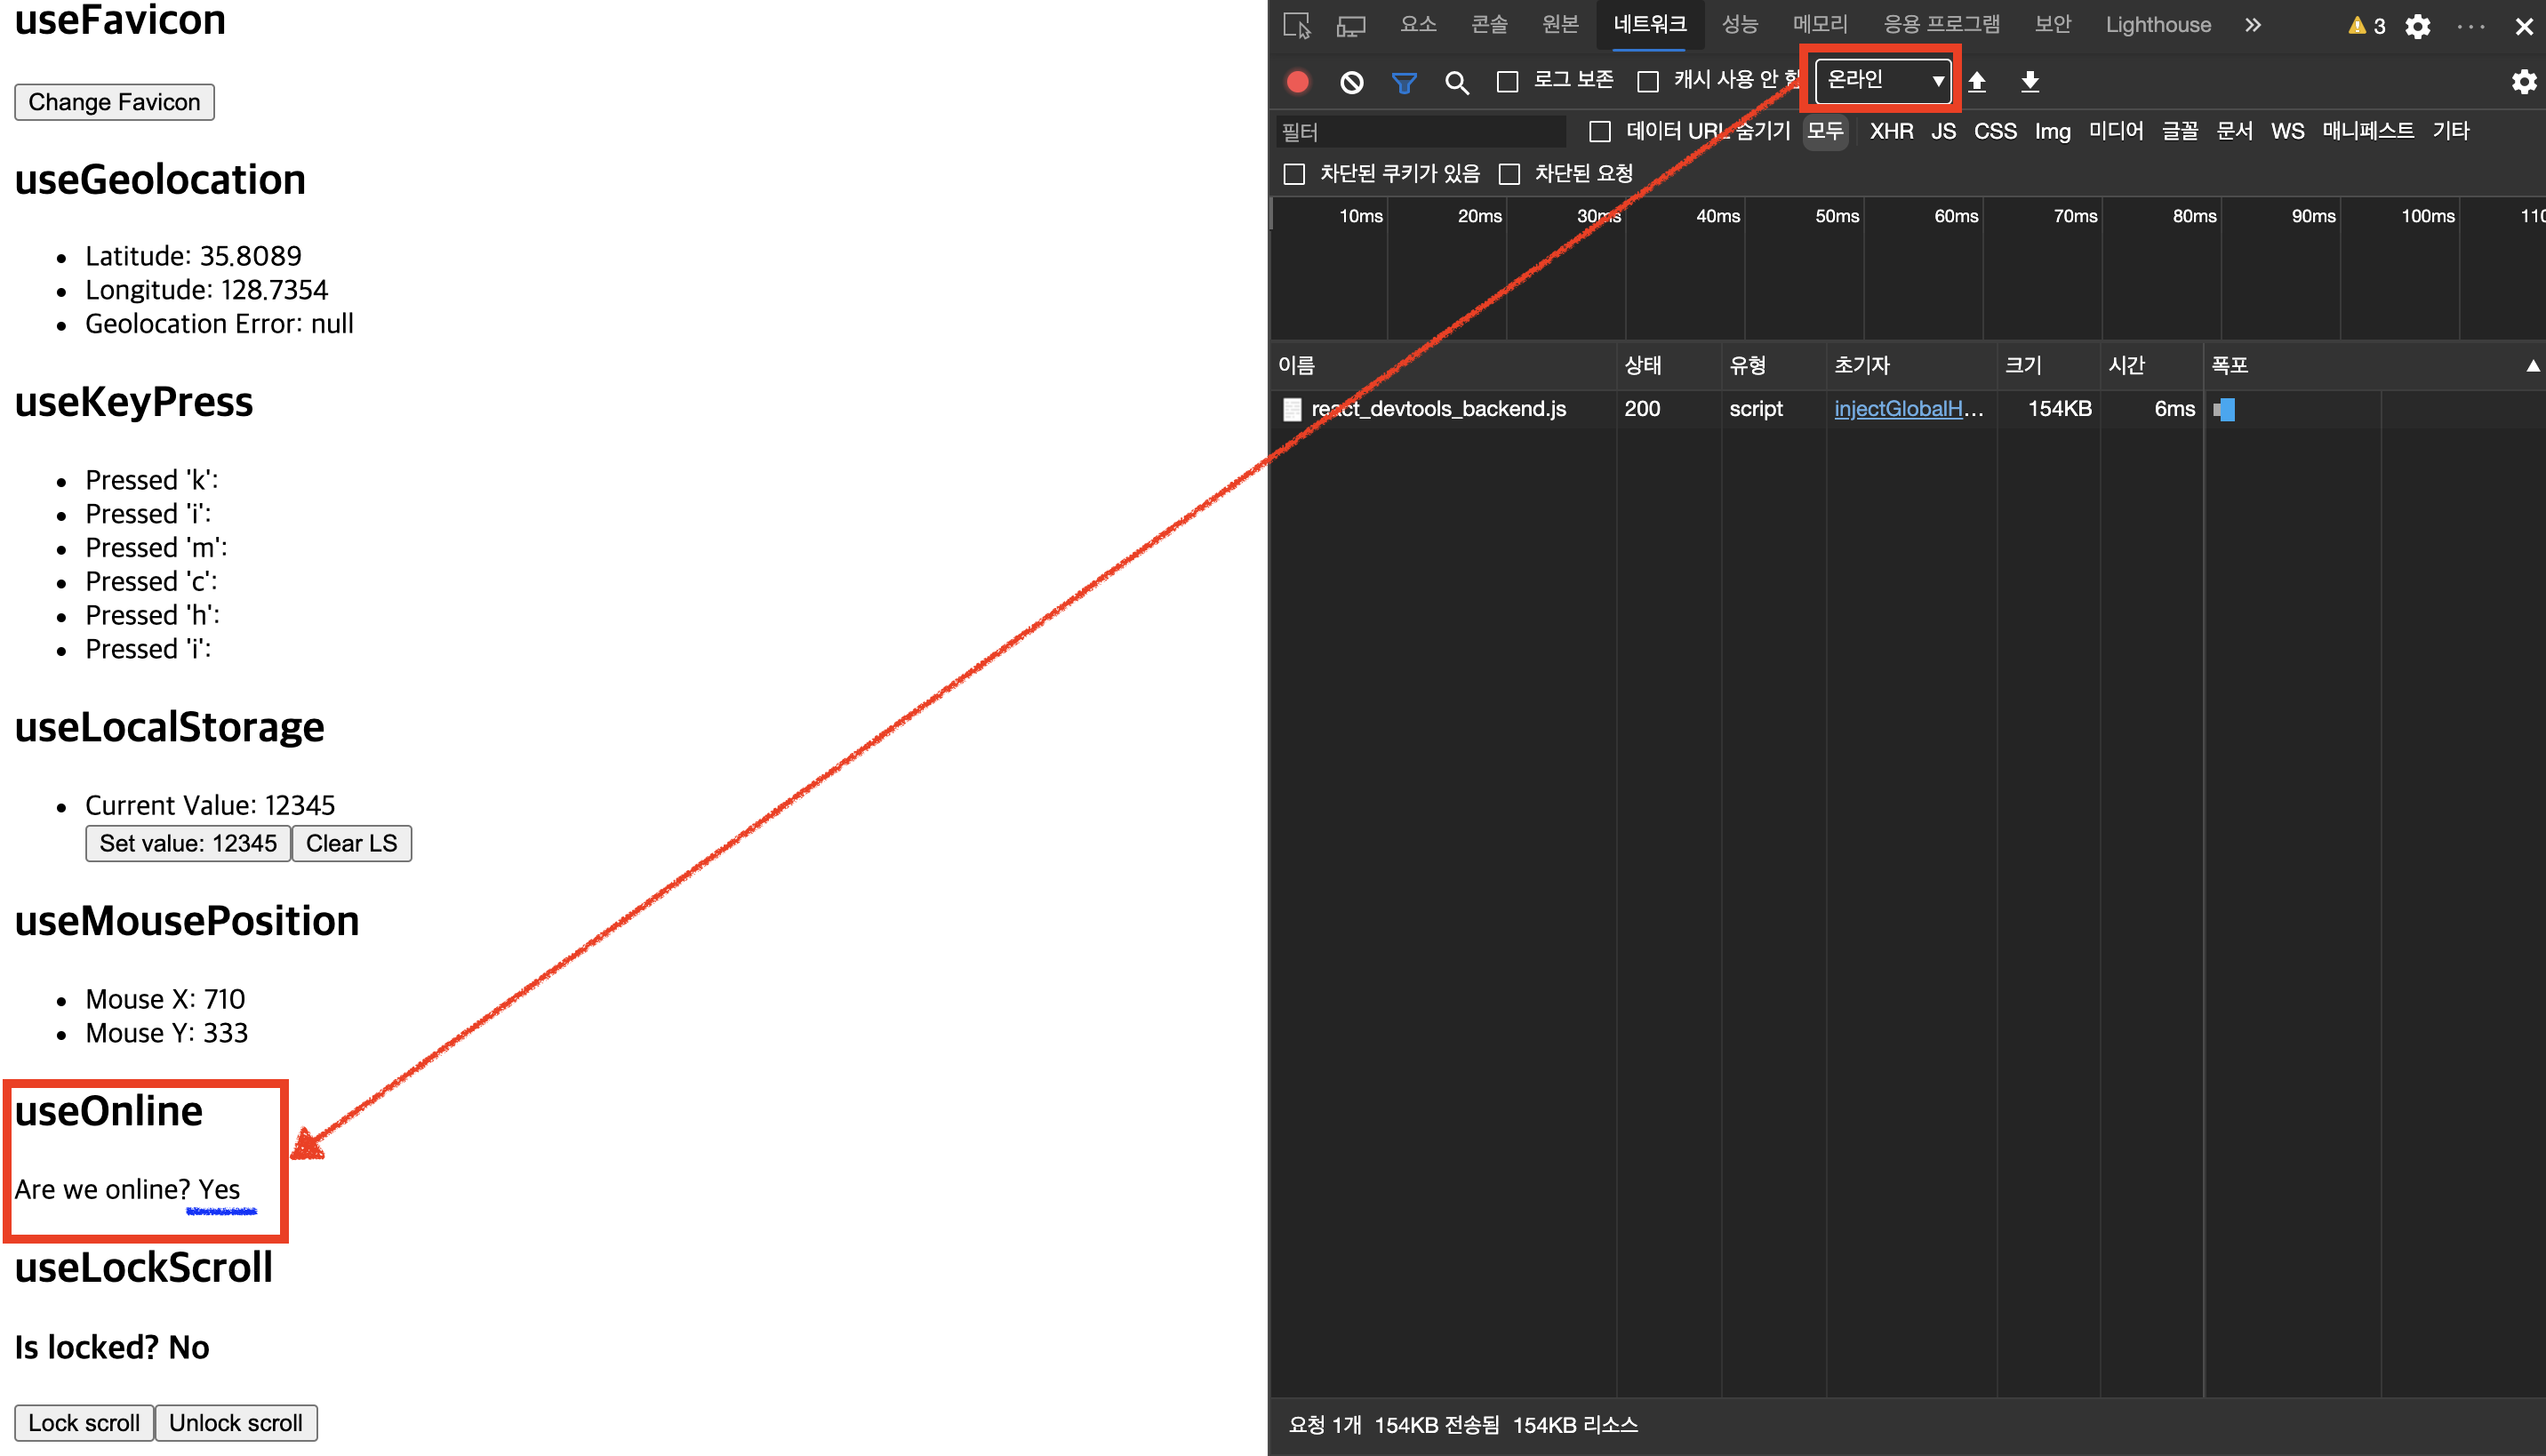 useFavicon
Change Favicon
useGeolocation
Latitude: 35.8089
Longitude: 128.7354
Geolocation Error: null
useKeyPress
Pressed 'k':
Pressed 'i':
Pressed 'm':
Pressed 'c':
Pressed 'h':
Pressed 'i':
useLocalStorage
Current Value: 12345
Set value: 12345 Clear LS
useMousePosition
Mouse X: 710
Mouse Y: 333
useOnline
Are we online? Yes
useLockScroll
Is locked? No
Lock scroll Unlock scroll
요소 콘솔 원본 네트워크 성능 메모리 응용 프로그램 보안 Lighthouse 3
로그 보존 캐시 사용 안 함 온라인
필터 데이터 URL 숨기기 모두 XHR JS CSS Img 미디어 글꼴 문서 WS 매니페스트 기타
차단된 쿠키가 있음 차단된 요청
10ms 20ms 30ms 40ms 50ms 60ms 70ms 80ms 90ms 100ms 110
이름 상태 유형 초기자 크기 시간 폭포
react_devtools_backend.js 200 script injectGlobalH... 154KB 6ms
요청 1개 154KB 전송됨 154KB 리소스